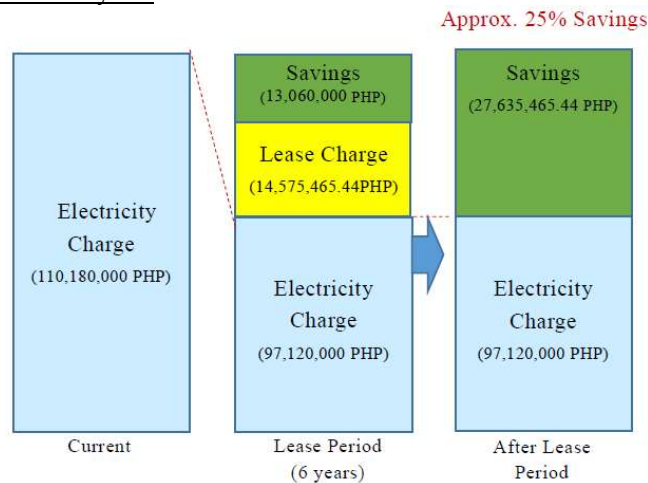 Approx. 25% Savings
Electricity
Charge
(110,180,000 PHP)
Savings
(13,060,000 PHP)
Lease Charge
(14,575,465.44PHP)
Electricity
Charge
(97,120,000 PHP)
Savings
(27,635,465.44 PHP)
Electricity
Charge
(97,120,000 PHP)
Current
Lease Period
(6 years)
After Lease
Period